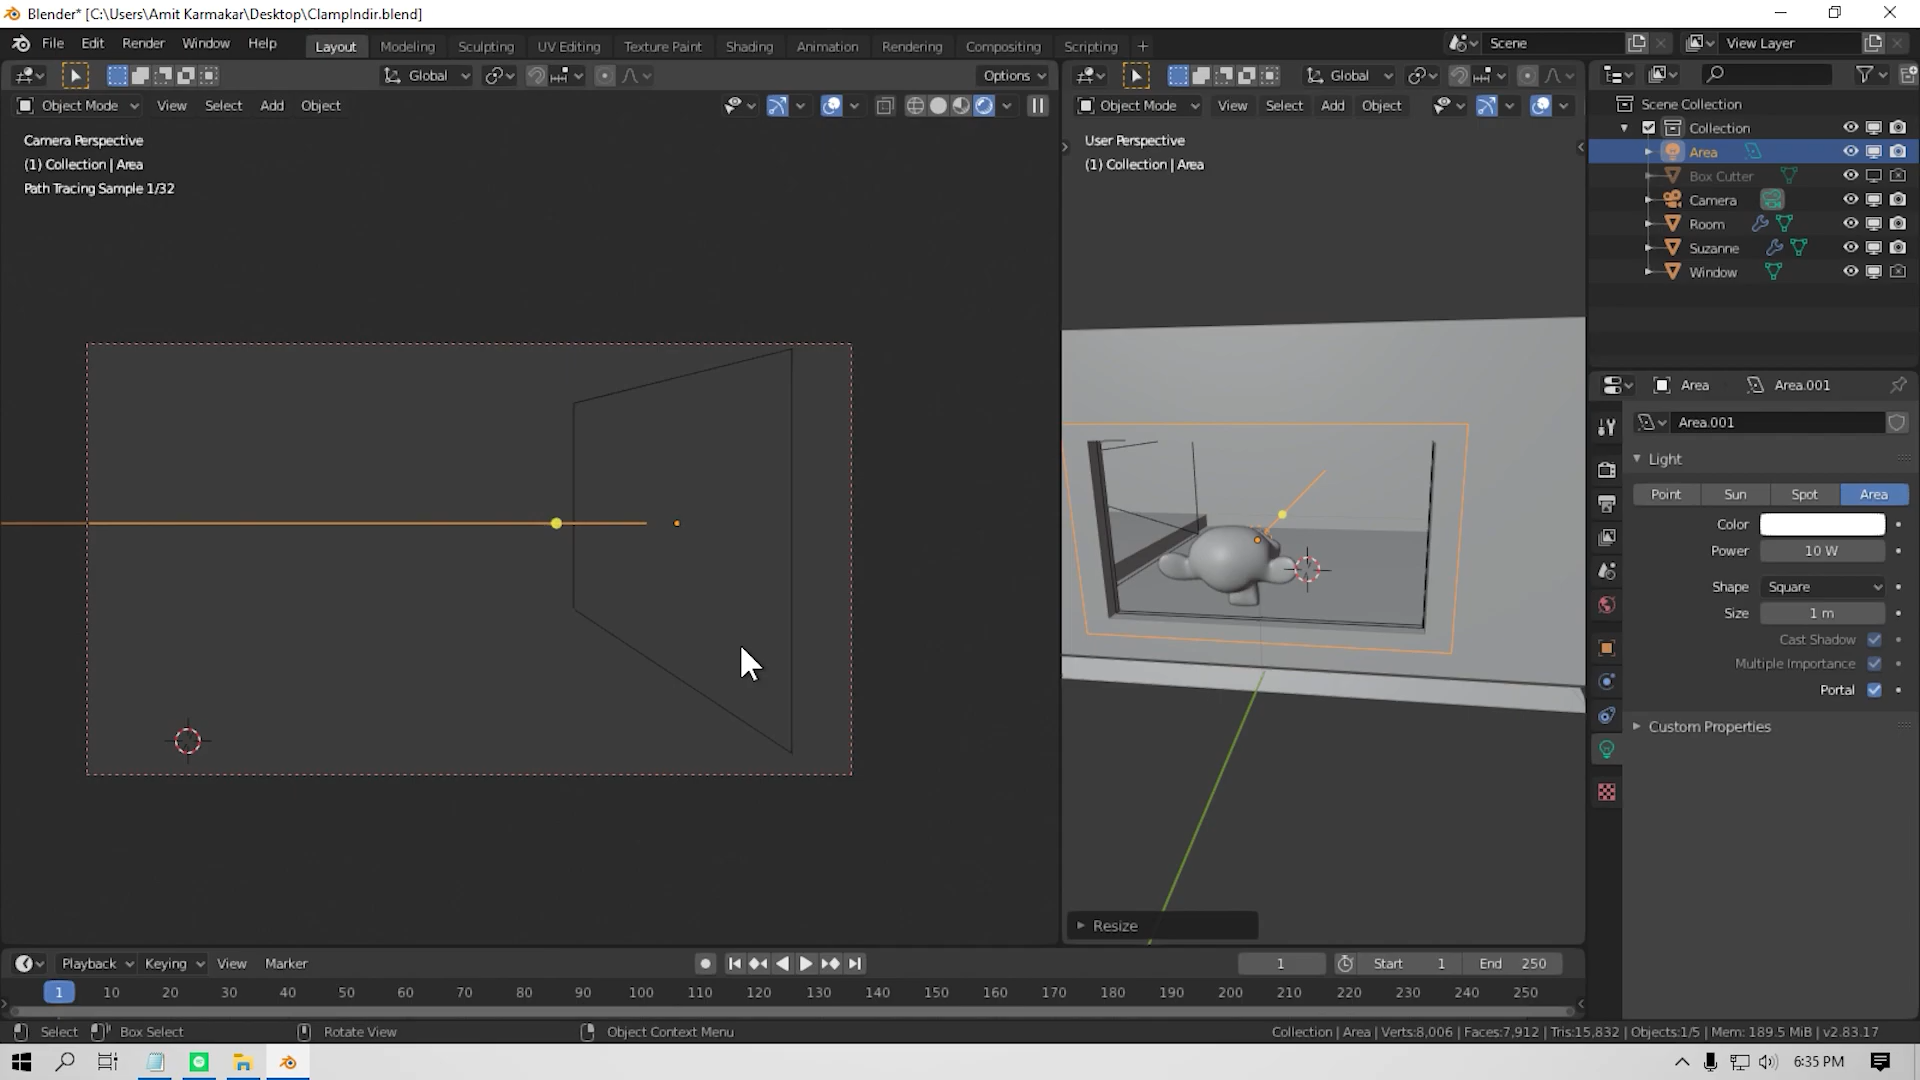 Blender* [C:\Users\Amit Karmakar\Desktop\ClampIndir.blend]
File Edit Render Window Help Layout Modeling Sculpting UV Editing Texture Paint Shading Animation Rendering Compositing Scripting + Scene View Layer
Global Options Global
Object Mode View Select Add Object Object Mode View Select Add Object
Camera Perspective
(1) Collection | Area
Path Tracing Sample 1/32
User Perspective
(1) Collection | Area
Resize
Scene Collection
Collection
Area
Box Cutter
Camera
Room
Suzanne
Window
Area Area.001
Area.001
Light
Point Sun Spot Area
Color
Power 10 W
Shape Square
Size 1 m
Cast Shadow
Multiple Importance
Portal
Custom Properties
Playback Keying View Marker 1 Start 1 End 250
1 10 20 30 40 50 60 70 80 90 100 110 120 130 140 150 160 170 180 190 200 210 220 230 240 250
Select Box Select Rotate View Object Context Menu Collection | Area | Verts:8,006 | Faces:7,912 | Tris:15,832 | Objects:1/5 | Mem: 189.5 MiB | v2.83.17
6:35 PM